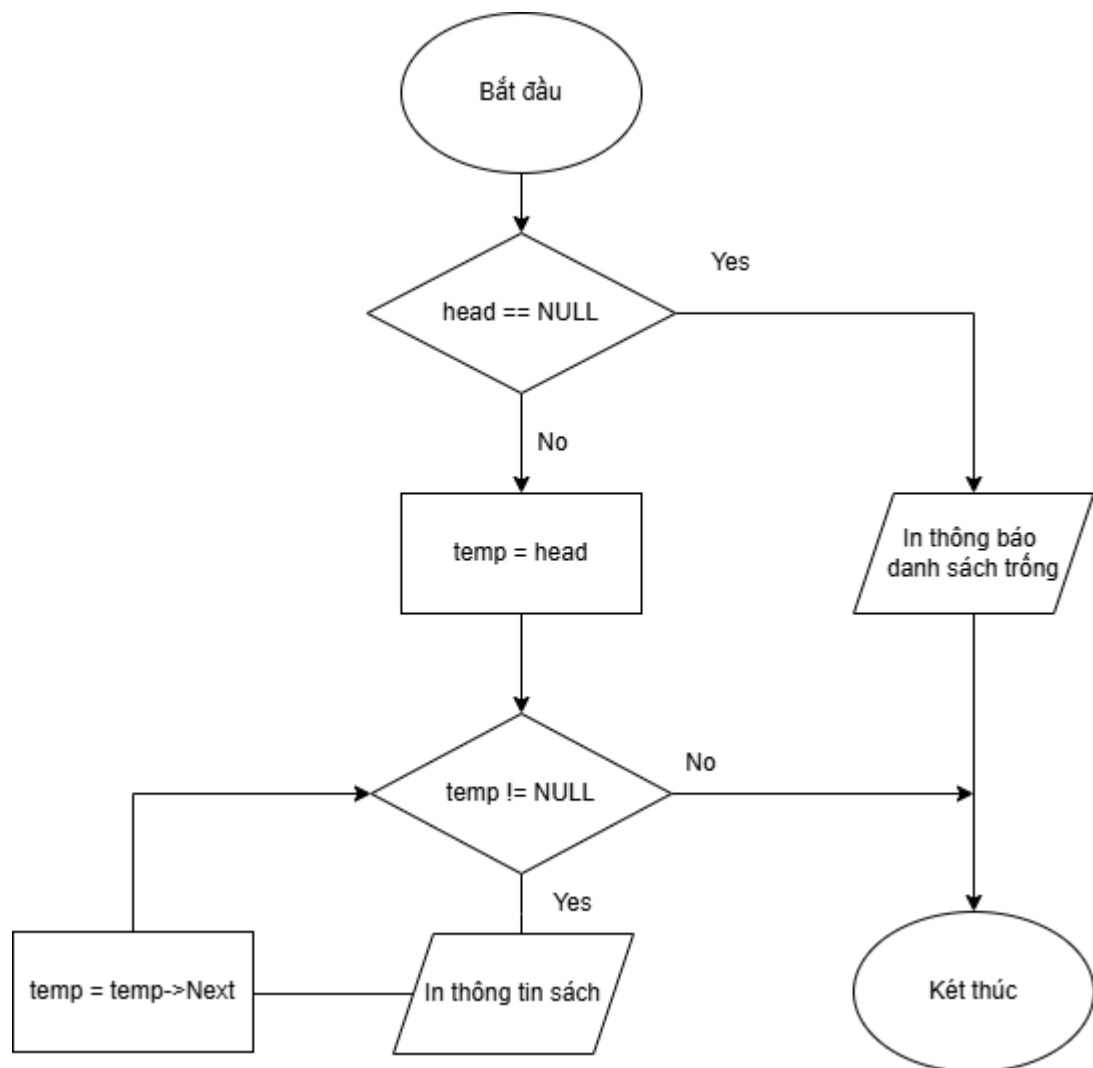 Bắt đầu
head == NULL
Yes
No
temp = head
In thông báo
danh sách trống
temp != NULL
No
Yes
temp = temp->Next
In thông tin sách
Két thúc